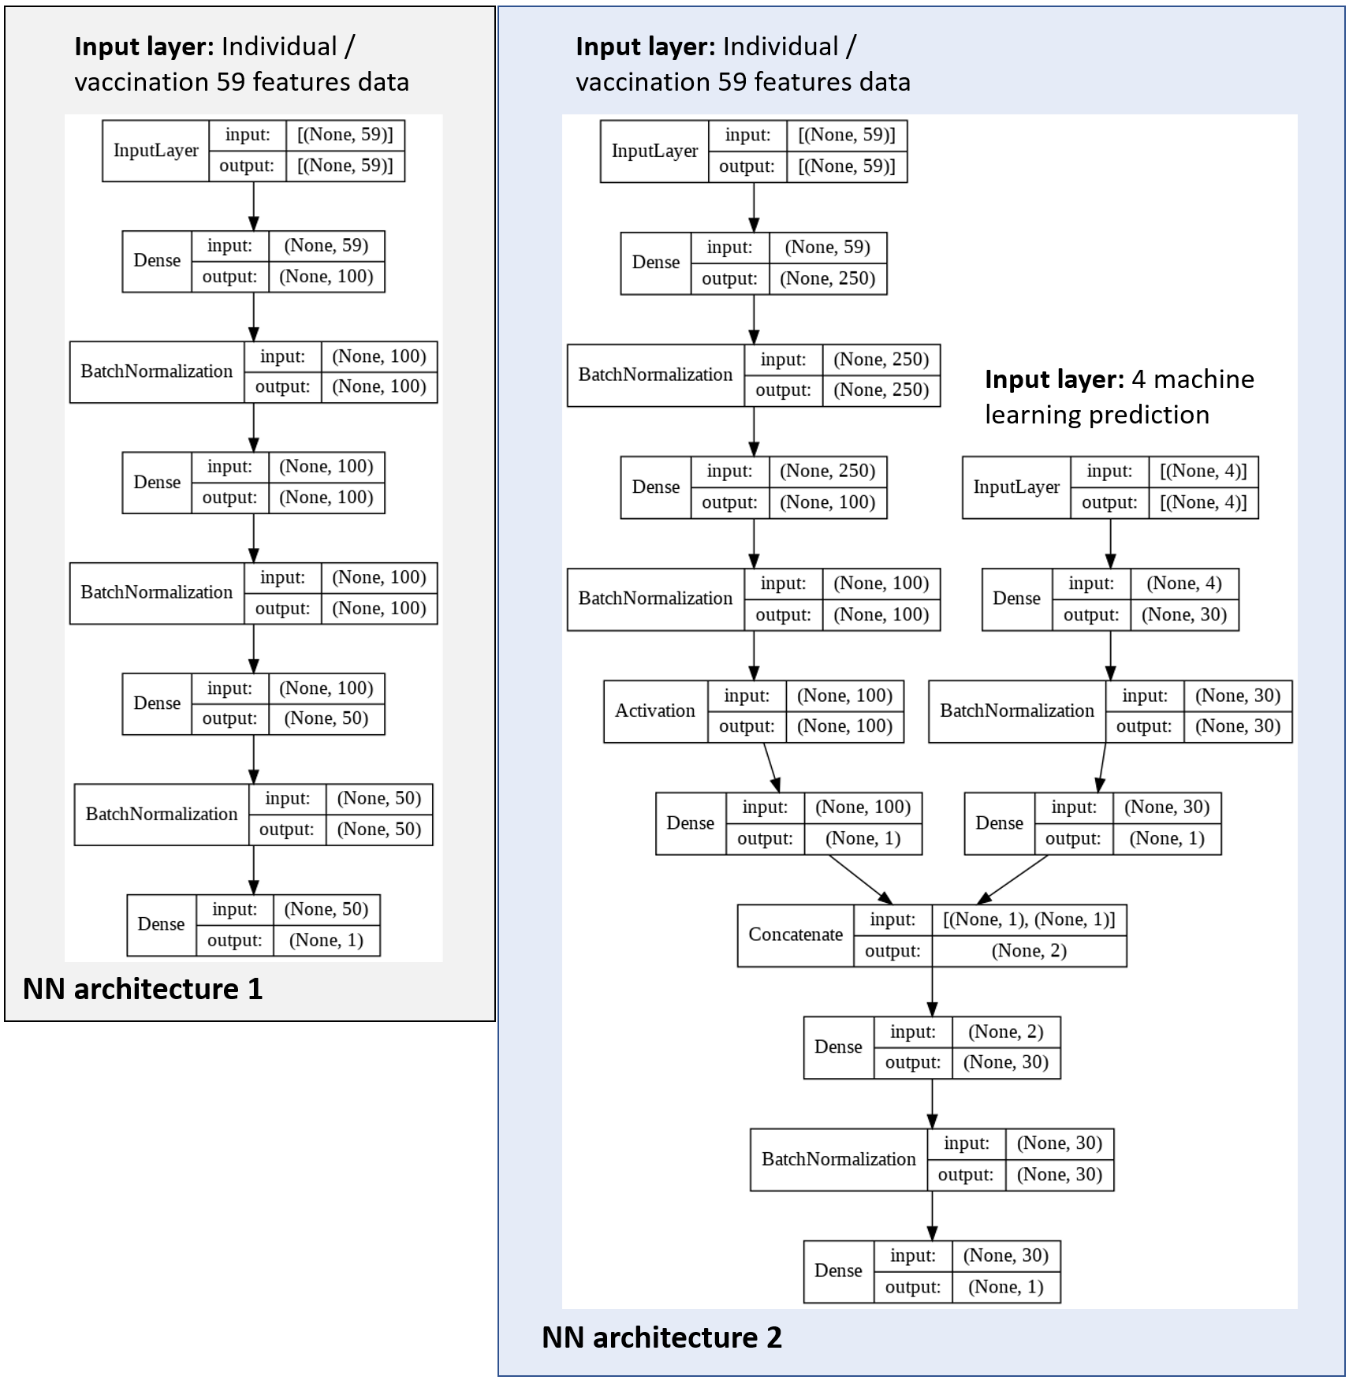 Input layer: Individual /
vaccination 59 features data
InputLayer
input: [(None, 59)]
output: [(None, 59)]
Dense
input: (None, 59)
output: (None, 100)
BatchNormalization
input: (None, 100)
output: (None, 100)
Dense
input: (None, 100)
output: (None, 100)
BatchNormalization
input: (None, 100)
output: (None, 100)
Dense
input: (None, 100)
output: (None, 50)
BatchNormalization
input: (None, 50)
output: (None, 50)
Dense
input: (None, 50)
output: (None, 1)
NN architecture 1
Input layer: Individual /
vaccination 59 features data
InputLayer
input: [(None, 59)]
output: [(None, 59)]
Dense
input: (None, 59)
output: (None, 250)
BatchNormalization
input: (None, 250)
output: (None, 250)
Dense
input: (None, 250)
output: (None, 100)
BatchNormalization
input: (None, 100)
output: (None, 100)
Activation
input: (None, 100)
output: (None, 100)
Dense
input: (None, 100)
output: (None, 1)
Input layer: 4 machine
learning prediction
InputLayer
input: [(None, 4)]
output: [(None, 4)]
Dense
input: (None, 4)
output: (None, 30)
BatchNormalization
input: (None, 30)
output: (None, 30)
Dense
input: (None, 30)
output: (None, 1)
Concatenate
input: [(None, 1), (None, 1)]
output: (None, 2)
Dense
input: (None, 2)
output: (None, 30)
BatchNormalization
input: (None, 30)
output: (None, 30)
Dense
input: (None, 30)
output: (None, 1)
NN architecture 2